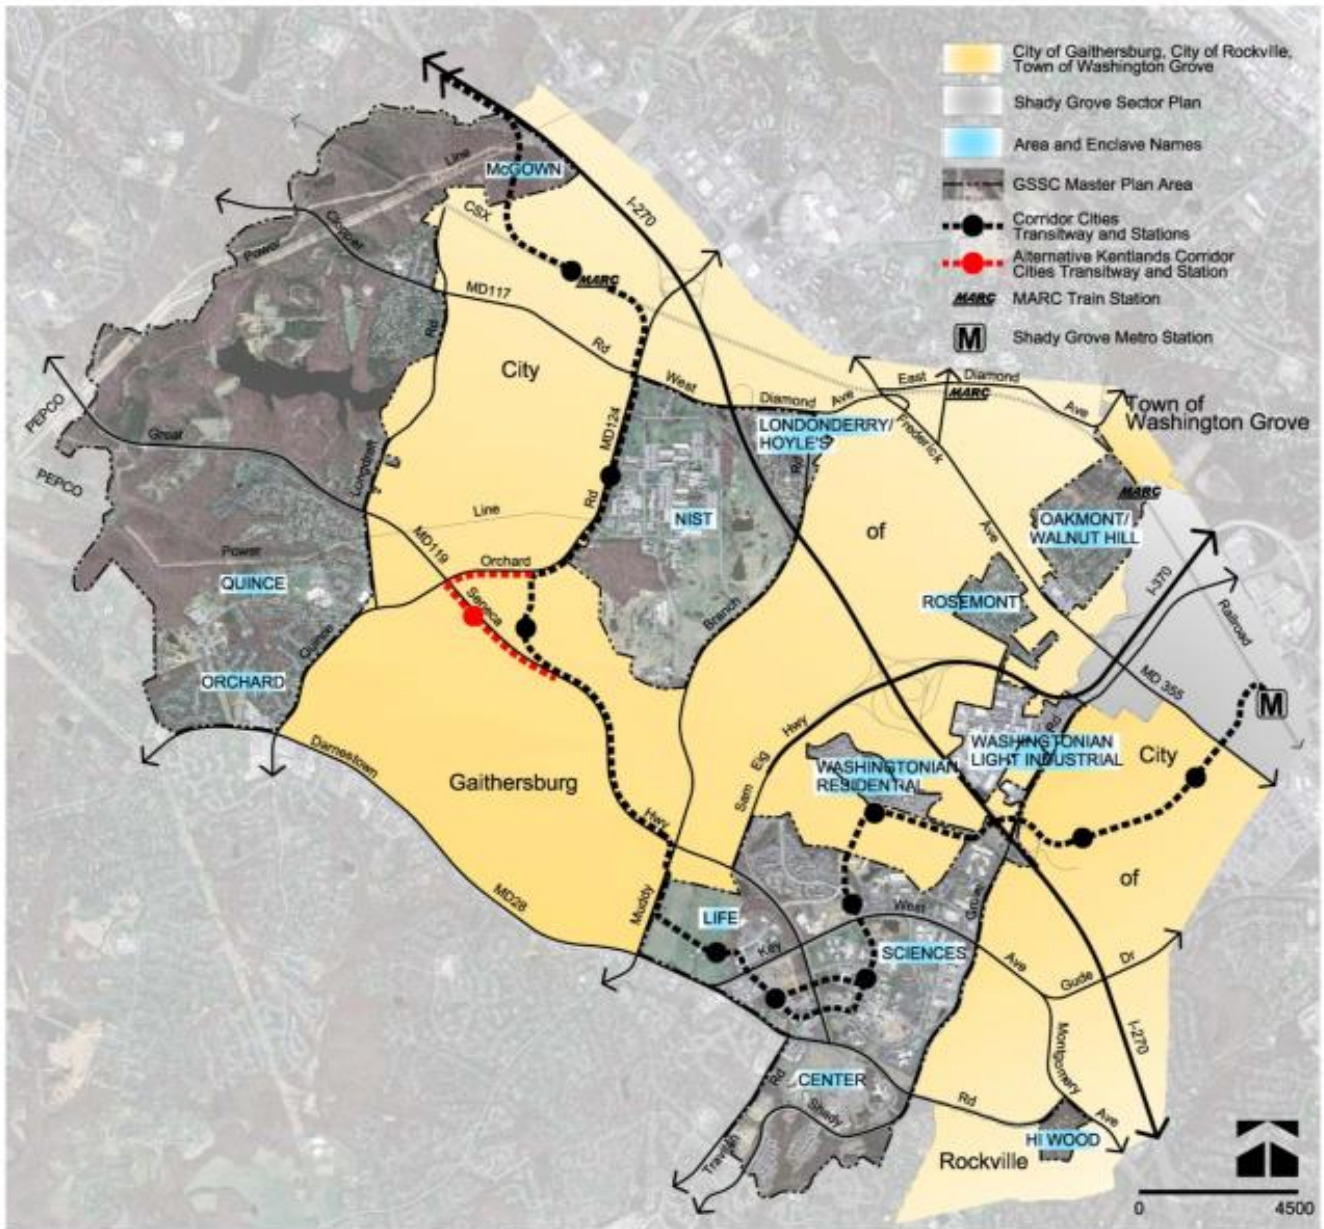 City of Gaithersburg, City of Rockville,
Town of Washington Grove
Shady Grove Sector Plan
Area and Enclave Names
GSSC Master Plan Area
Corridor Cities
Transitway and Stations
Alternative Kentlands Corridor
Cities Transitway and Station
MARC
MARC Train Station
M
Shady Grove Metro Station
Line
McGOWN
CSX
I-270
Clopper
Power
MARC
MD117
Rd
Rd
City
West
Diamond
Ave
East
Diamond
MARC
Ave
Town of
Washington Grove
PEPCO
Great
PEPCO
Longdraft
MD124
Rd
LONDONDERRY/
HOYLE'S
Rd
Frederick
Ave
MARC
OAKMONT/
WALNUT HILL
NIST
of
Line
MD119
Orchard
Power
QUINCE
Seneca
Branch
ROSEMONT
I-370
Railroad
Quince
ORCHARD
MD 355
M
Darnestown
Gaithersburg
Sam
Eig
Hwy
Rd
WASHINGTONIAN
LIGHT INDUSTRIAL
City
WASHINGTONIAN
RESIDENTIAL
Hwy
of
MD28
Muddy
LIFE
Key
West
Grove
SCIENCES
Ave
Gude
Dr
I-270
Montgomery
Ave
CENTER
Rd
Shady
Rd
Travilah
HI WOOD
Rockville
0
4500